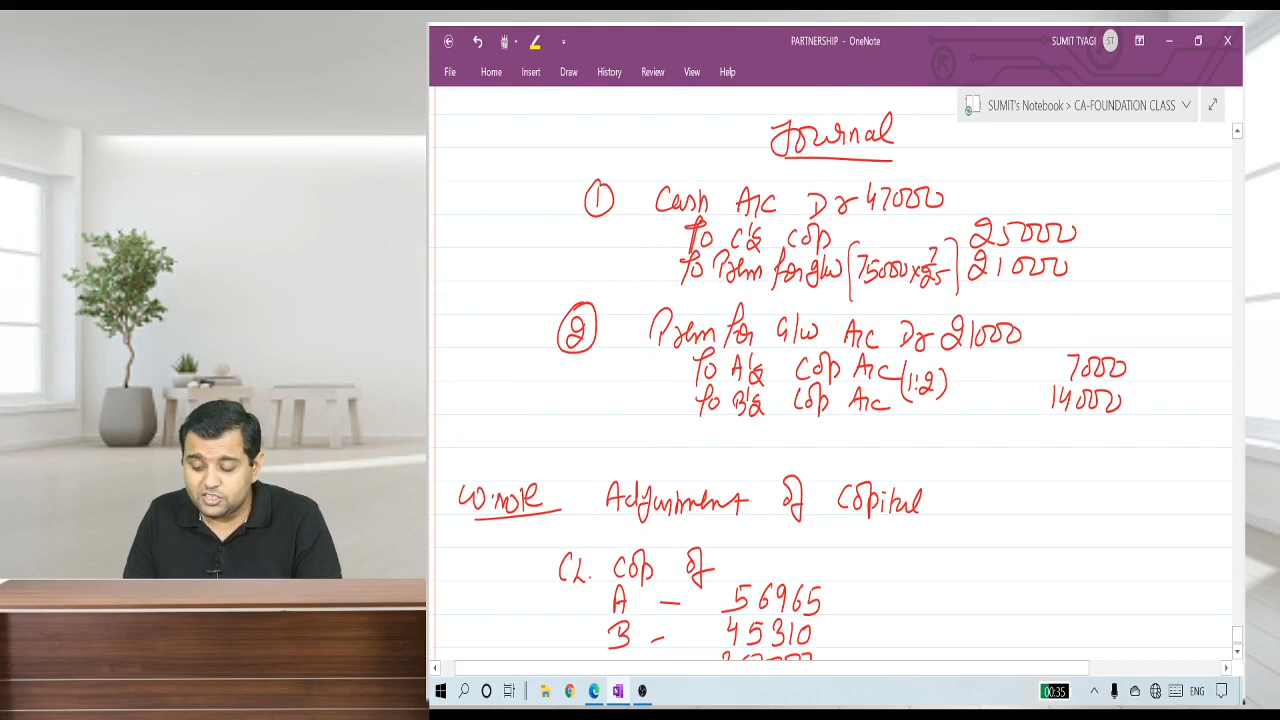 PARTNERSHIP - OneNote
SUMIT TYAGI ST
File Home Insert Draw History Review View Help
SUMIT's Notebook > CA-FOUNDATION CLASS
Journal
① Cash A/c Dr 47000
To C's Cap 25000
To Prem for g/w [75000 x 7/25] 21000
② Prem for G/w A/c Dr 21000
To A's Cap A/c 7000
(1:2)
To B's Cap A/c 14000
W.note Adjustment of Capital
CL. Cap of
A - 56965
B - 45310
00:35 ENG